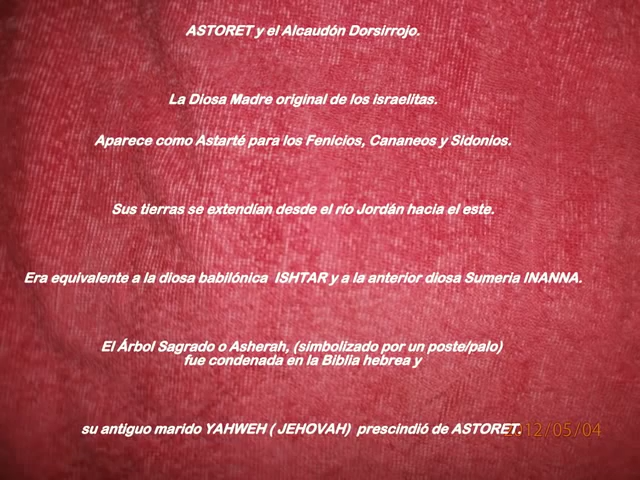 ASTORET y el Alcaudón Dorsirrojo.
La Diosa Madre original de los israelitas.
Aparece como Astarté para los Fenicios, Cananeos y Sidonios.
Sus tierras se extendían desde el río Jordán hacia el este.
Era equivalente a la diosa babilónica ISHTAR y a la anterior diosa Sumeria INANNA.
El Árbol Sagrado o Asherah, (simbolizado por un poste/palo)
fue condenada en la Biblia hebrea y
su antiguo marido YAHWEH ( JEHOVAH) prescindió de ASTORET.
2012/05/04